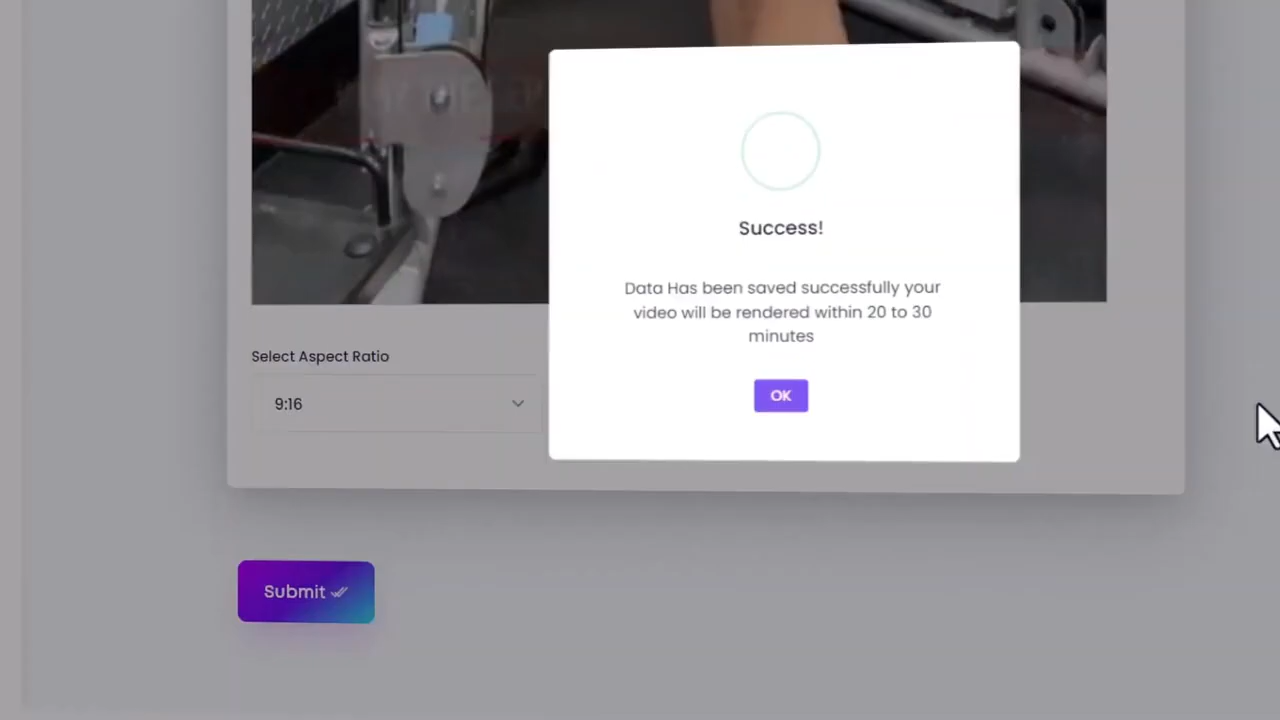 Success!
Data Has been saved successfully your
video will be rendered within 20 to 30
minutes
OK
Select Aspect Ratio
9:16
Submit